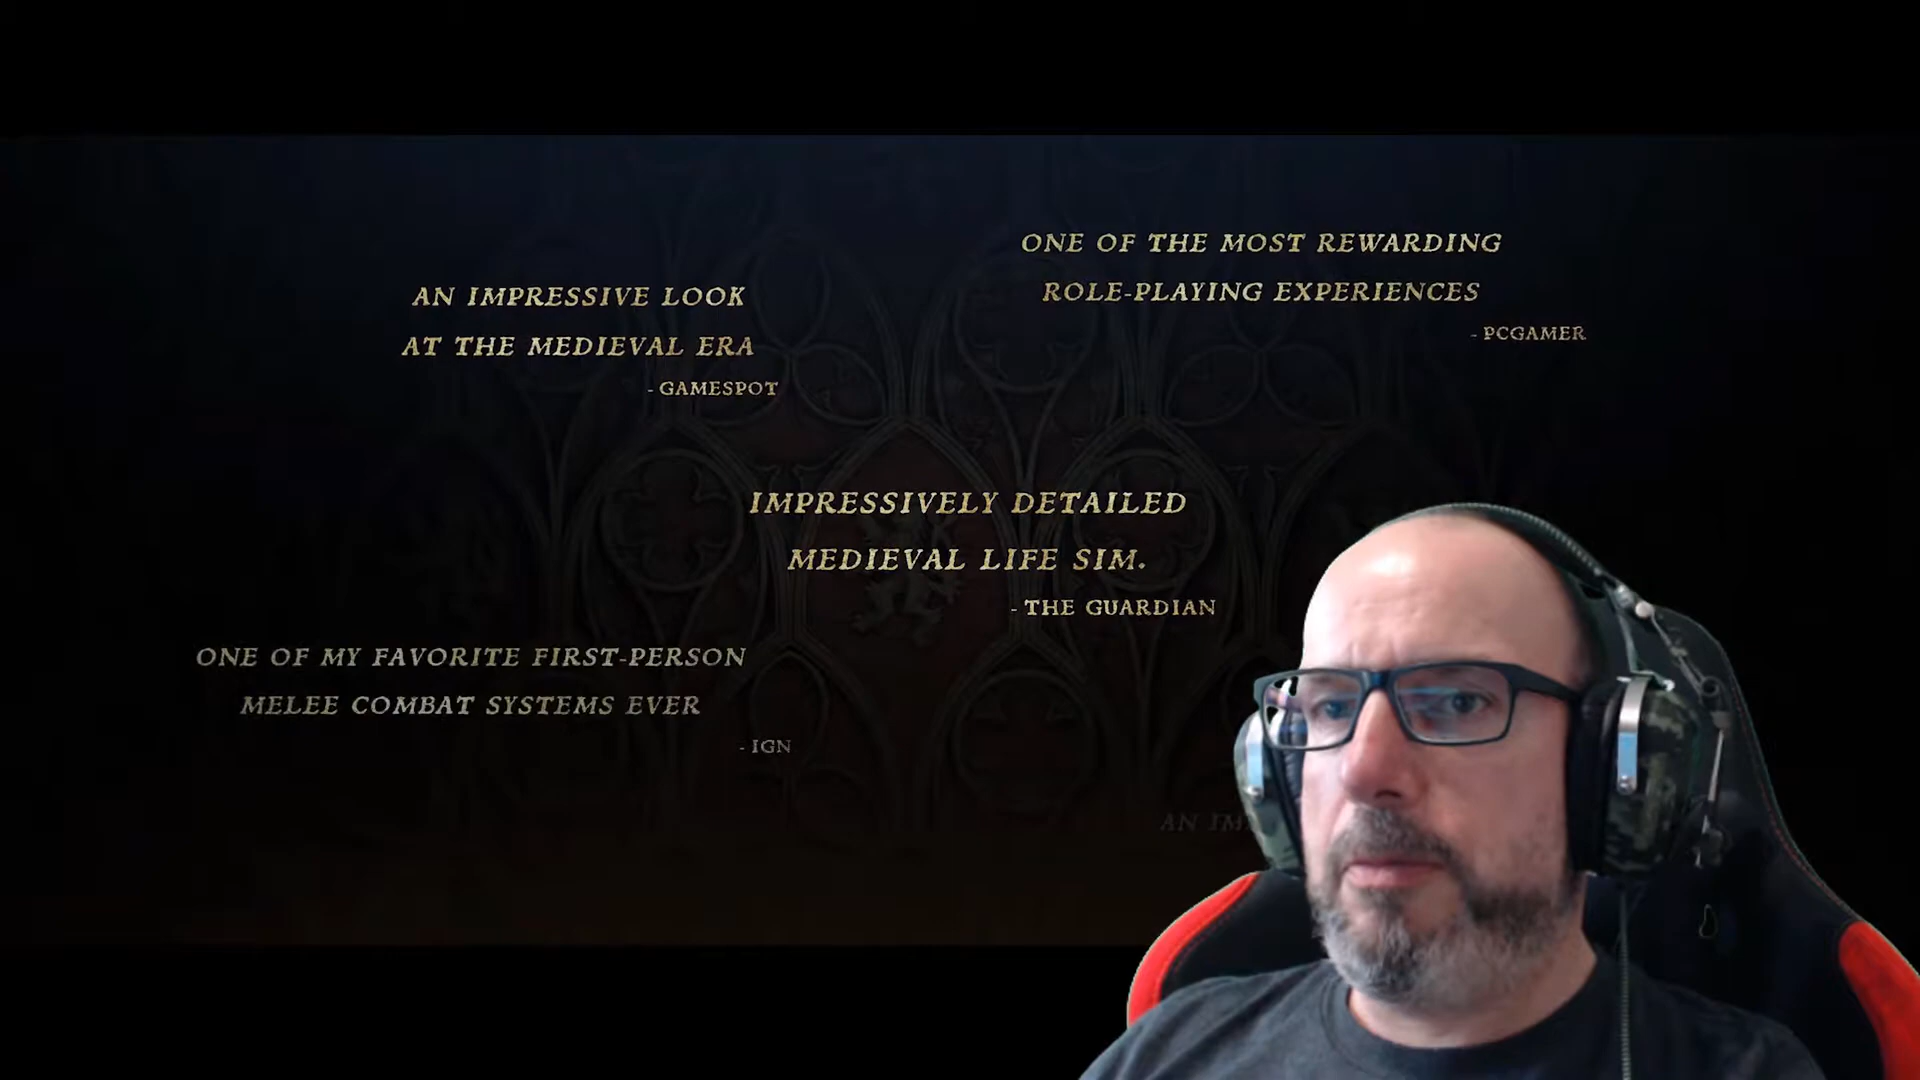 AN IMPRESSIVE LOOK
AT THE MEDIEVAL ERA
- GAMESPOT
ONE OF THE MOST REWARDING
ROLE-PLAYING EXPERIENCES
- PCGAMER
IMPRESSIVELY DETAILED
MEDIEVAL LIFE SIM.
- THE GUARDIAN
ONE OF MY FAVORITE FIRST-PERSON
MELEE COMBAT SYSTEMS EVER
- IGN
AN